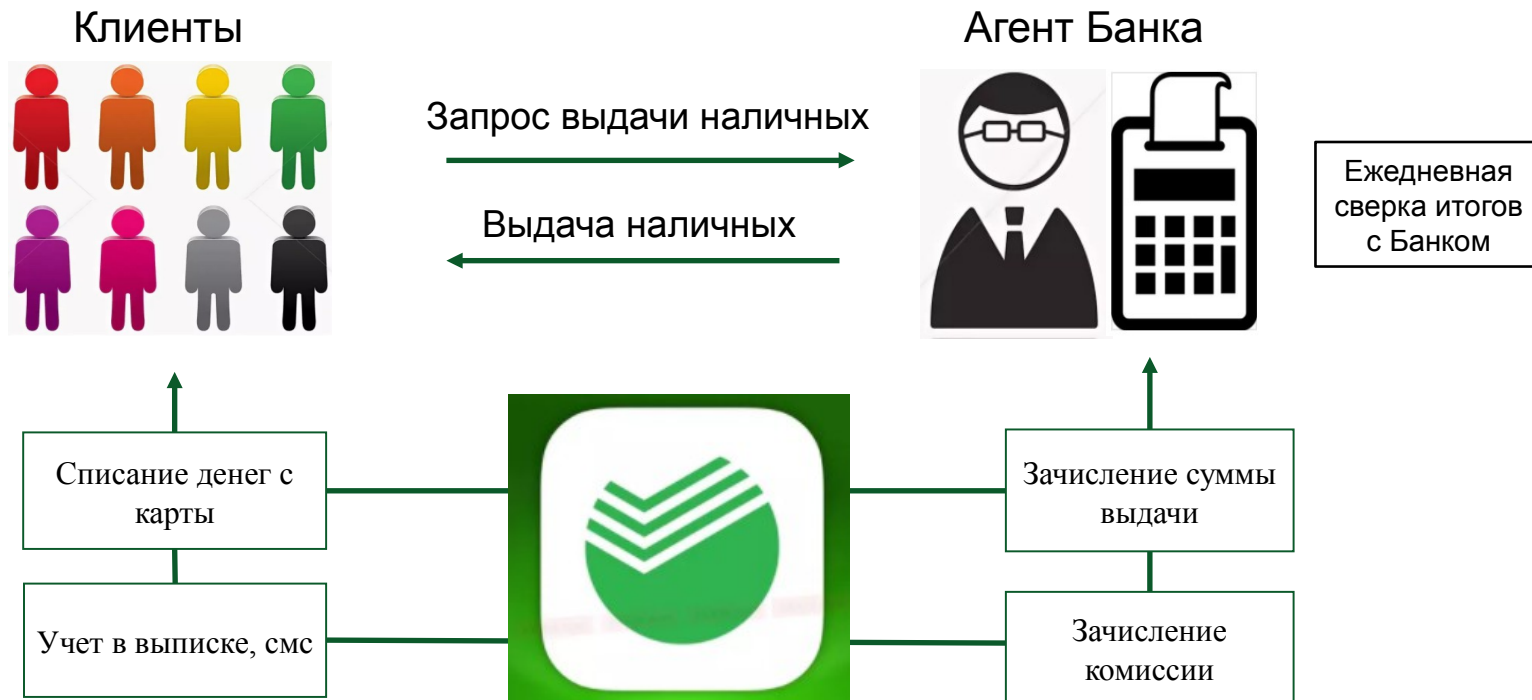 Клиенты
Агент Банка
Запрос выдачи наличных
Выдача наличных
Ежедневная
сверка итогов
с Банком
Списание денег с
карты
Зачисление суммы
выдачи
Учет в выписке, смс
Зачисление
комиссии